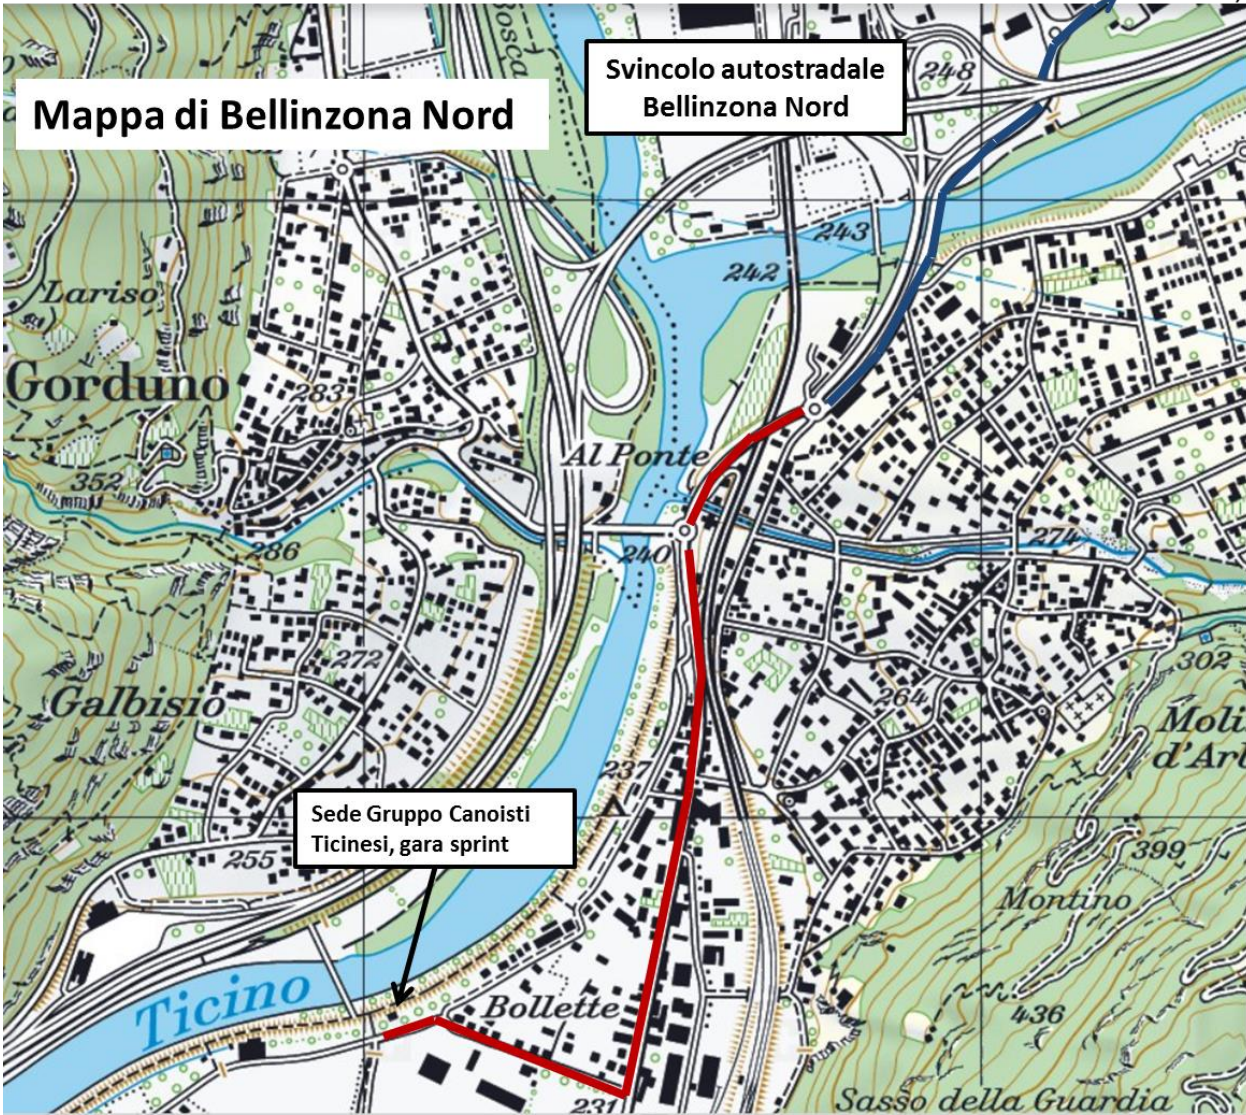 Bosca
Svincolo autostradale
Bellinzona Nord
248
Mappa di Bellinzona Nord
243
242
Lariso
Gorduno
283
Al Ponte
352
286
240
274
272
302
Galbisio
264
Moli
d'Arb
237
Sede Gruppo Canoisti
Ticinesi, gara sprint
255
399
Montino
Ticino
Bollette
436
231
Sasso della Guardia